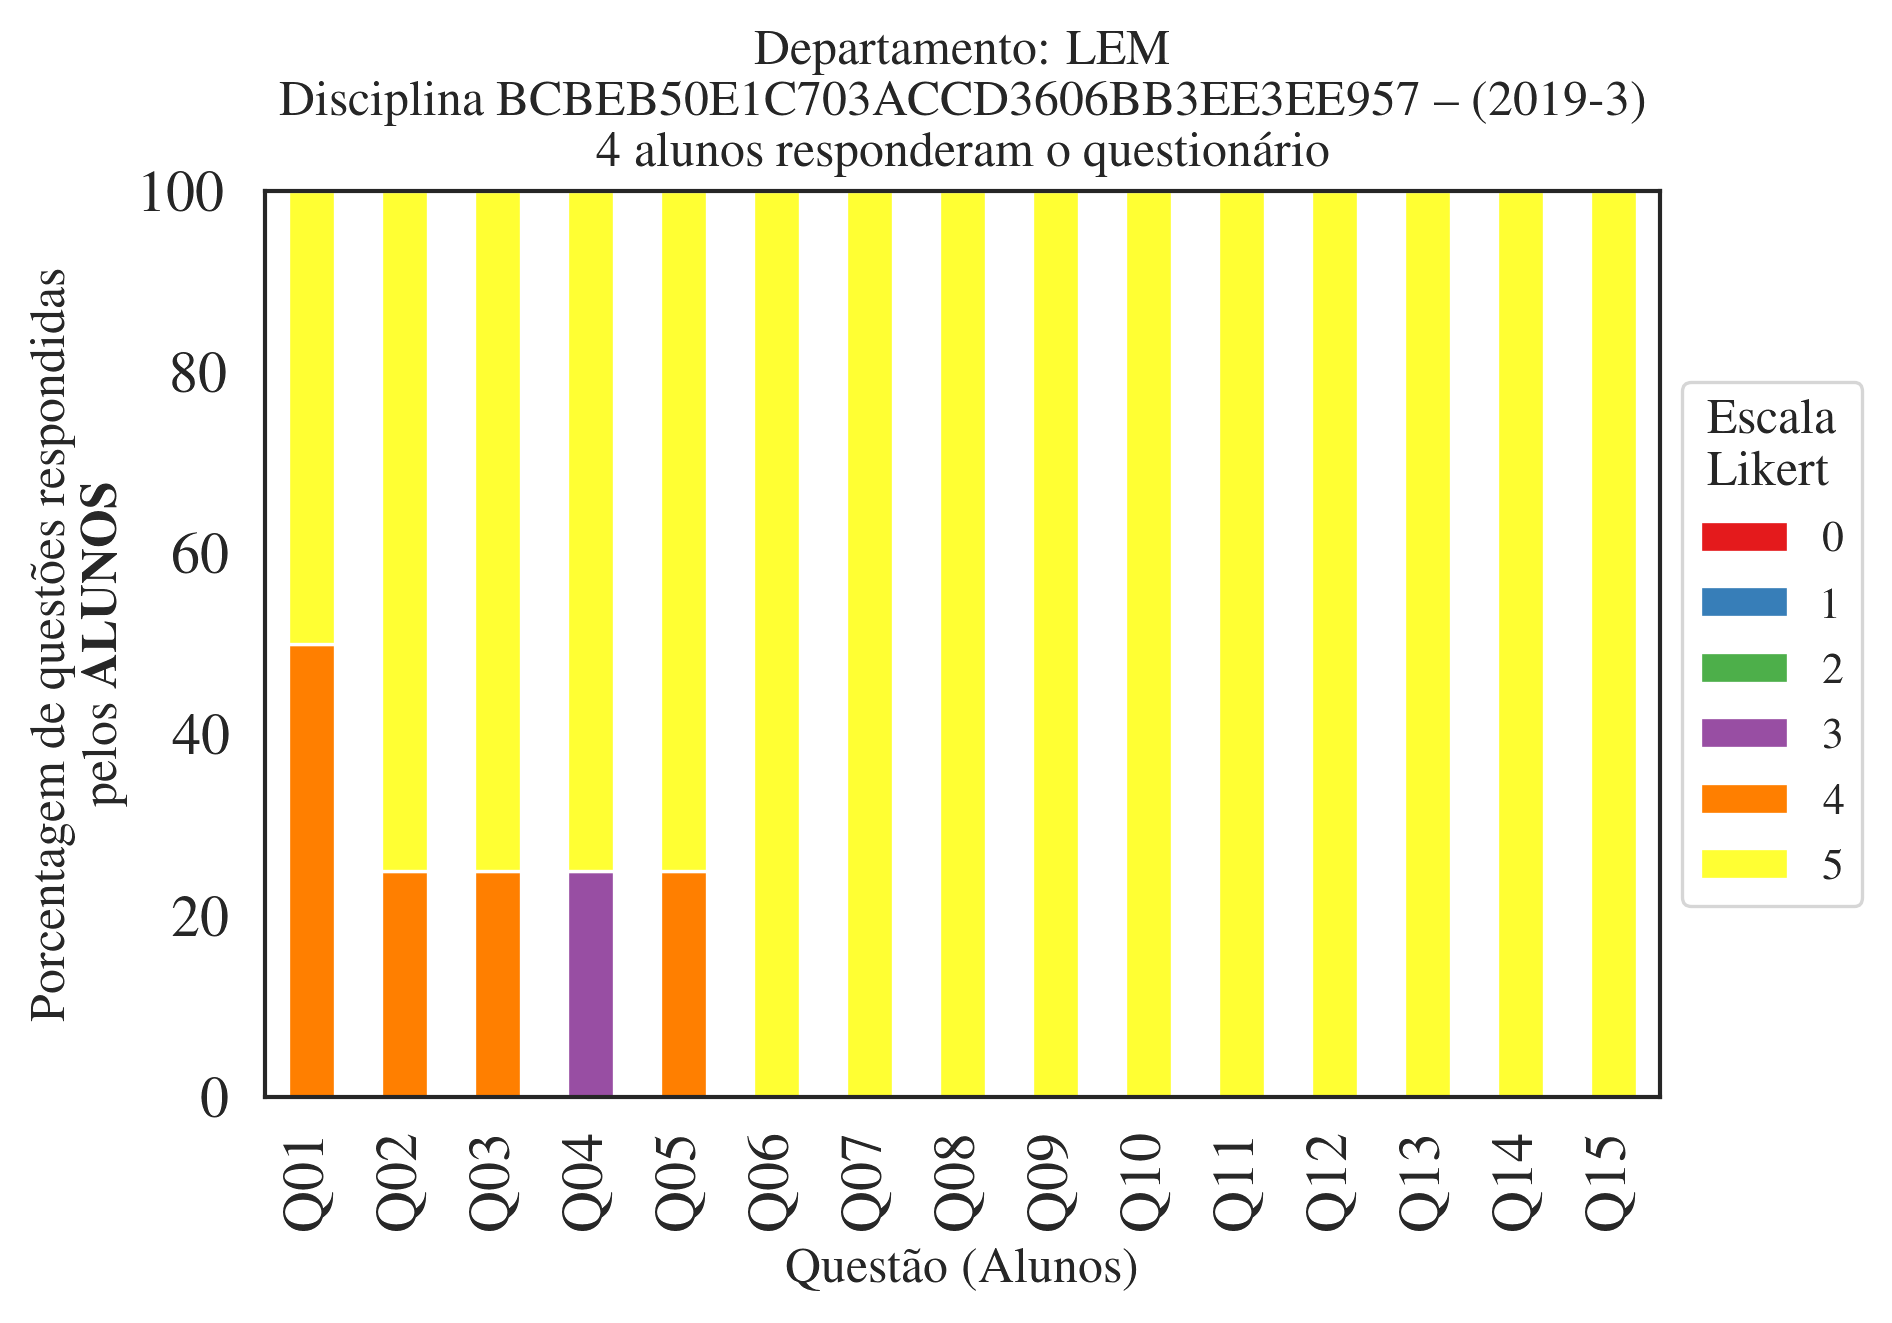 Departamento: LEM
Disciplina BCBEB50E1C703ACCD3606BB3EE3EE957 – (2019-3)
4 alunos responderam o questionário
Porcentagem de questões respondidas
pelos ALUNOS
100
80
60
40
20
0
Q01
Q02
Q03
Q04
Q05
Q06
Q07
Q08
Q09
Q10
Q11
Q12
Q13
Q14
Q15
Questão (Alunos)
Escala
Likert
0
1
2
3
4
5